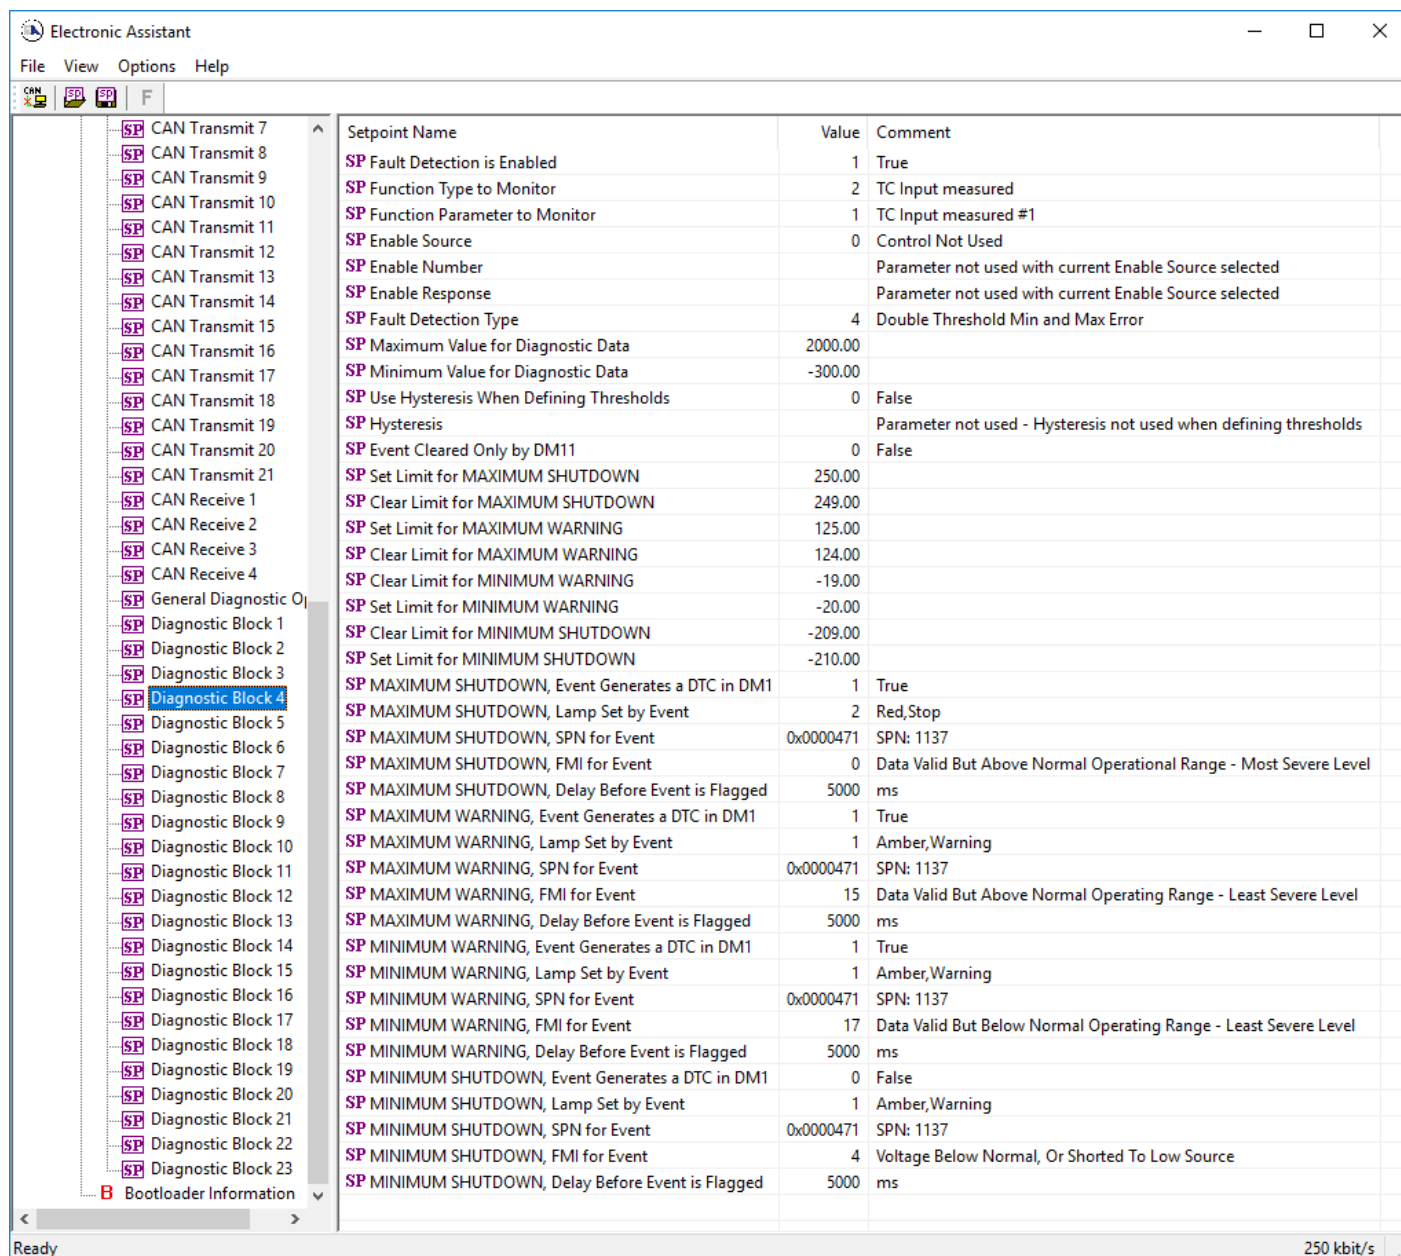 Electronic Assistant
File View Options Help
CAN SP SP F
SP CAN Transmit 7
SP CAN Transmit 8
SP CAN Transmit 9
SP CAN Transmit 10
SP CAN Transmit 11
SP CAN Transmit 12
SP CAN Transmit 13
SP CAN Transmit 14
SP CAN Transmit 15
SP CAN Transmit 16
SP CAN Transmit 17
SP CAN Transmit 18
SP CAN Transmit 19
SP CAN Transmit 20
SP CAN Transmit 21
SP CAN Receive 1
SP CAN Receive 2
SP CAN Receive 3
SP CAN Receive 4
SP General Diagnostic O
SP Diagnostic Block 1
SP Diagnostic Block 2
SP Diagnostic Block 3
SP Diagnostic Block 4
SP Diagnostic Block 5
SP Diagnostic Block 6
SP Diagnostic Block 7
SP Diagnostic Block 8
SP Diagnostic Block 9
SP Diagnostic Block 10
SP Diagnostic Block 11
SP Diagnostic Block 12
SP Diagnostic Block 13
SP Diagnostic Block 14
SP Diagnostic Block 15
SP Diagnostic Block 16
SP Diagnostic Block 17
SP Diagnostic Block 18
SP Diagnostic Block 19
SP Diagnostic Block 20
SP Diagnostic Block 21
SP Diagnostic Block 22
SP Diagnostic Block 23
B Bootloader Information
Setpoint Name Value Comment
SP Fault Detection is Enabled 1 True
SP Function Type to Monitor 2 TC Input measured
SP Function Parameter to Monitor 1 TC Input measured #1
SP Enable Source 0 Control Not Used
SP Enable Number Parameter not used with current Enable Source selected
SP Enable Response Parameter not used with current Enable Source selected
SP Fault Detection Type 4 Double Threshold Min and Max Error
SP Maximum Value for Diagnostic Data 2000.00
SP Minimum Value for Diagnostic Data -300.00
SP Use Hysteresis When Defining Thresholds 0 False
SP Hysteresis Parameter not used - Hysteresis not used when defining thresholds
SP Event Cleared Only by DM11 0 False
SP Set Limit for MAXIMUM SHUTDOWN 250.00
SP Clear Limit for MAXIMUM SHUTDOWN 249.00
SP Set Limit for MAXIMUM WARNING 125.00
SP Clear Limit for MAXIMUM WARNING 124.00
SP Clear Limit for MINIMUM WARNING -19.00
SP Set Limit for MINIMUM WARNING -20.00
SP Clear Limit for MINIMUM SHUTDOWN -209.00
SP Set Limit for MINIMUM SHUTDOWN -210.00
SP MAXIMUM SHUTDOWN, Event Generates a DTC in DM1 1 True
SP MAXIMUM SHUTDOWN, Lamp Set by Event 2 Red,Stop
SP MAXIMUM SHUTDOWN, SPN for Event 0x0000471 SPN: 1137
SP MAXIMUM SHUTDOWN, FMI for Event 0 Data Valid But Above Normal Operational Range - Most Severe Level
SP MAXIMUM SHUTDOWN, Delay Before Event is Flagged 5000 ms
SP MAXIMUM WARNING, Event Generates a DTC in DM1 1 True
SP MAXIMUM WARNING, Lamp Set by Event 1 Amber,Warning
SP MAXIMUM WARNING, SPN for Event 0x0000471 SPN: 1137
SP MAXIMUM WARNING, FMI for Event 15 Data Valid But Above Normal Operating Range - Least Severe Level
SP MAXIMUM WARNING, Delay Before Event is Flagged 5000 ms
SP MINIMUM WARNING, Event Generates a DTC in DM1 1 True
SP MINIMUM WARNING, Lamp Set by Event 1 Amber,Warning
SP MINIMUM WARNING, SPN for Event 0x0000471 SPN: 1137
SP MINIMUM WARNING, FMI for Event 17 Data Valid But Below Normal Operating Range - Least Severe Level
SP MINIMUM WARNING, Delay Before Event is Flagged 5000 ms
SP MINIMUM SHUTDOWN, Event Generates a DTC in DM1 0 False
SP MINIMUM SHUTDOWN, Lamp Set by Event 1 Amber,Warning
SP MINIMUM SHUTDOWN, SPN for Event 0x0000471 SPN: 1137
SP MINIMUM SHUTDOWN, FMI for Event 4 Voltage Below Normal, Or Shorted To Low Source
SP MINIMUM SHUTDOWN, Delay Before Event is Flagged 5000 ms
Ready 250 kbit/s